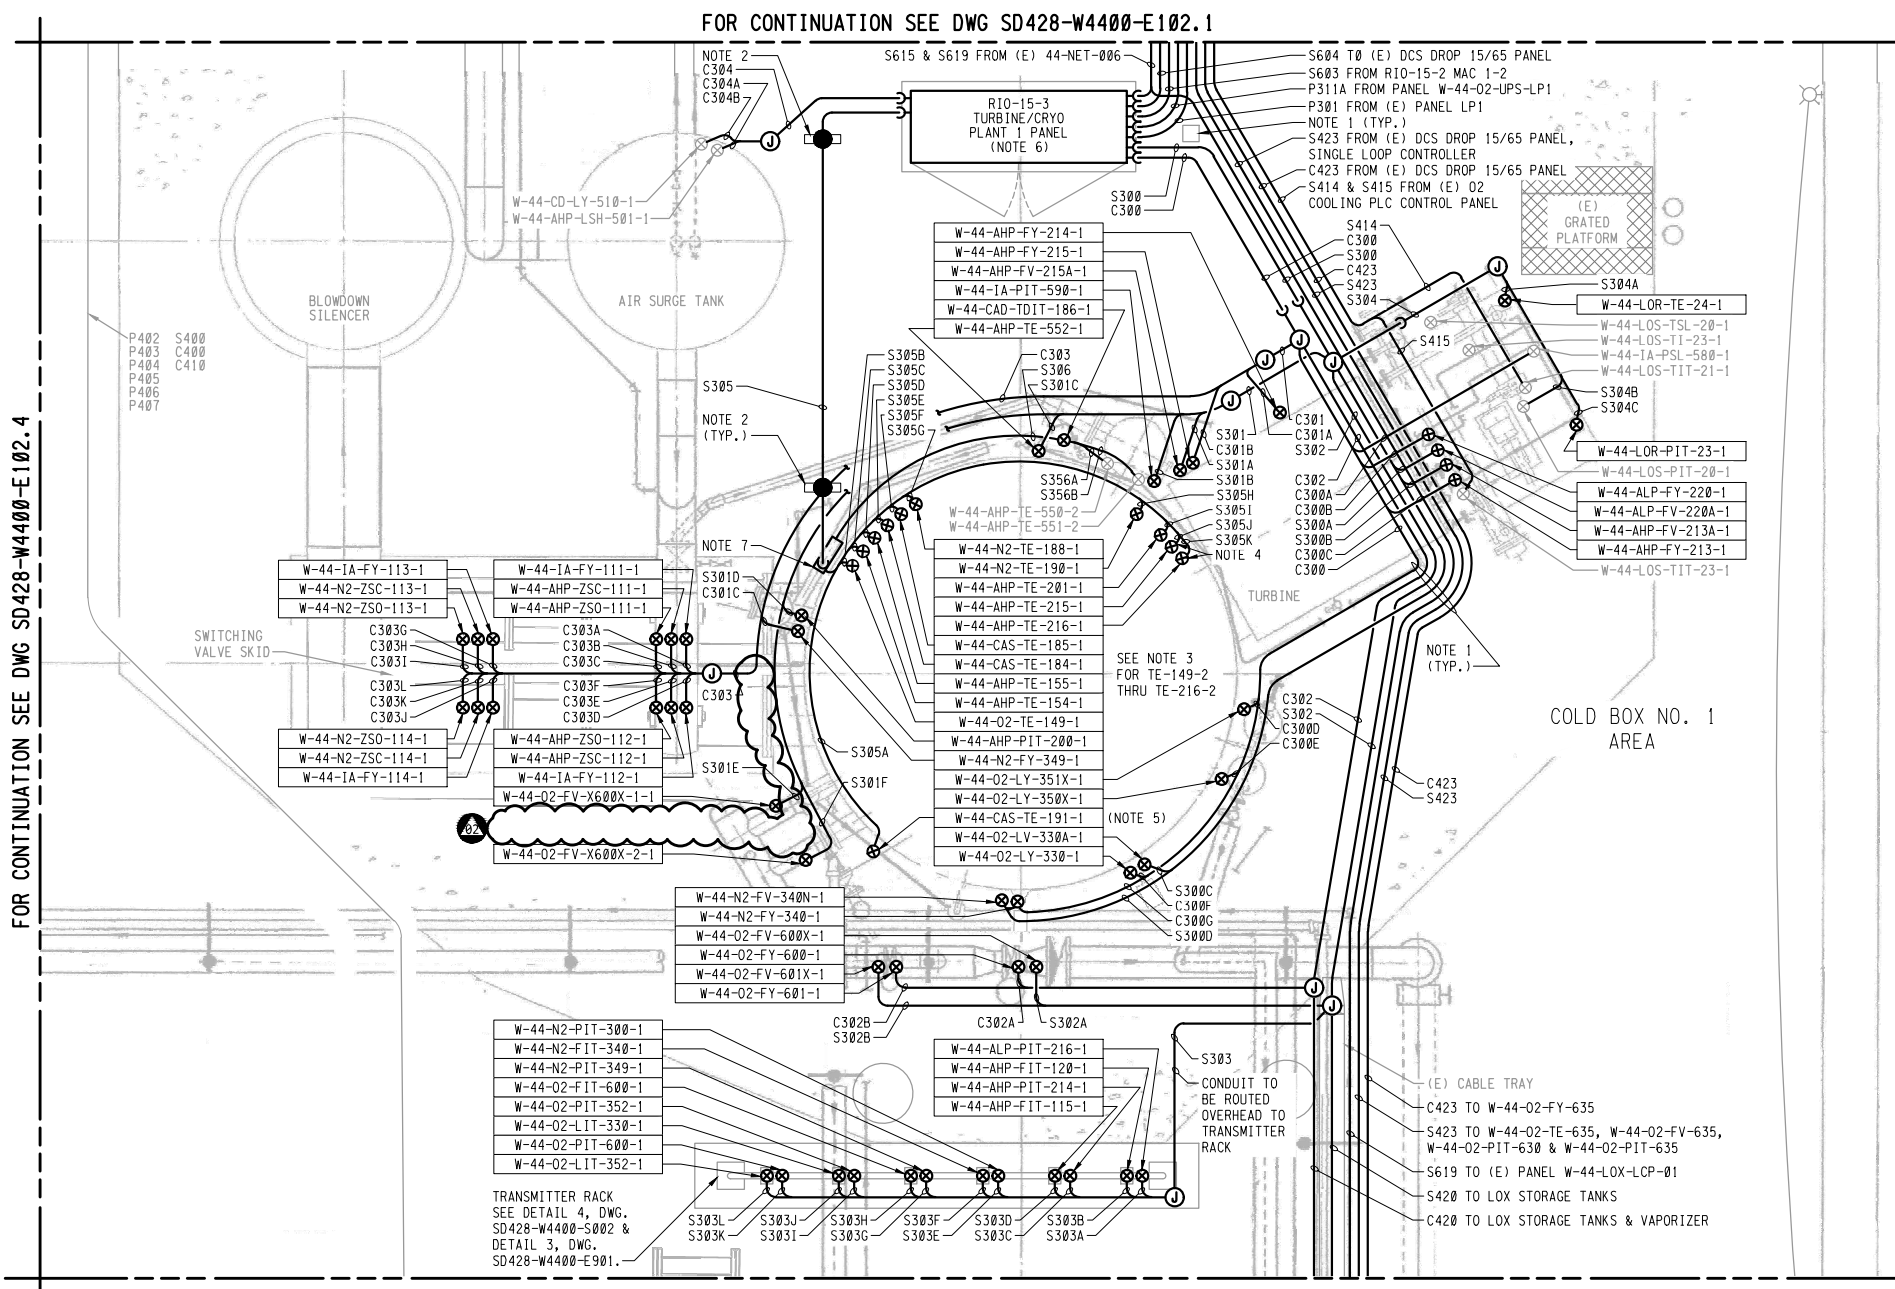 FOR CONTINUATION SEE DWG SD428-W4400-E102.1
FOR CONTINUATION SEE DWG SD428-W4400-E102.4
NOTE 2
C304
C304A
C304B
S615 & S619 FROM (E) 44-NET-006
RIO-15-3
TURBINE/CRYO
PLANT 1 PANEL
(NOTE 6)
S604 TO (E) DCS DROP 15/65 PANEL
S603 FROM RIO-15-2 MAC 1-2
P311A FROM PANEL W-44-O2-UPS-LP1
P301 FROM (E) PANEL LP1
NOTE 1 (TYP.)
S423 FROM (E) DCS DROP 15/65 PANEL,
SINGLE LOOP CONTROLLER
C423 FROM (E) DCS DROP 15/65 PANEL
S414 & S415 FROM (E) O2
COOLING PLC CONTROL PANEL
(E)
GRATED
PLATFORM
W-44-CD-LY-510-1
W-44-AHP-LSH-501-1
S300
C300
BLOWDOWN
SILENCER
AIR SURGE TANK
P402 S400
P403 C400
P404 C410
P405
P406
P407
W-44-AHP-FY-214-1
W-44-AHP-FY-215-1
W-44-AHP-FV-215A-1
W-44-IA-PIT-590-1
W-44-CAD-TDIT-186-1
W-44-AHP-TE-552-1
S414
C300
S300
C423
S423
S304
S415
S304A
W-44-LOR-TE-24-1
W-44-LOS-TSL-20-1
W-44-LOS-TI-23-1
W-44-IA-PSL-580-1
W-44-LOS-TIT-21-1
S304B
S304C
W-44-LOR-PIT-23-1
W-44-LOS-PIT-20-1
W-44-ALP-FY-220-1
W-44-ALP-FV-220A-1
W-44-AHP-FV-213A-1
W-44-AHP-FY-213-1
W-44-LOS-TIT-23-1
S305
NOTE 2
(TYP.)
S305B
S305C
S305D
S305E
S305F
S305G
C303
S306
S301C
S301
C301B
S301A
S301B
S305H
S305I
S305J
S305K
NOTE 4
C301
C301A
S302
C302
C300A
C300B
S300A
S300B
C300C
C300
S356A
S356B
W-44-AHP-TE-550-2
W-44-AHP-TE-551-2
NOTE 7
S301D
C301C
W-44-IA-FY-113-1
W-44-N2-ZSC-113-1
W-44-N2-ZSO-113-1
W-44-IA-FY-111-1
W-44-AHP-ZSC-111-1
W-44-AHP-ZSO-111-1
C303G
C303H
C303I
C303L
C303K
C303J
C303A
C303B
C303C
C303F
C303E
C303D
SWITCHING
VALVE SKID
C303
W-44-N2-ZSO-114-1
W-44-N2-ZSC-114-1
W-44-IA-FY-114-1
W-44-AHP-ZSO-112-1
W-44-AHP-ZSC-112-1
W-44-IA-FY-112-1
W-44-O2-FV-X600X-1-1
02
W-44-O2-FV-X600X-2-1
S301E
S305A
S301F
W-44-N2-TE-188-1
W-44-N2-TE-190-1
W-44-AHP-TE-201-1
W-44-AHP-TE-215-1
W-44-AHP-TE-216-1
W-44-CAS-TE-185-1
W-44-CAS-TE-184-1
W-44-AHP-TE-155-1
W-44-AHP-TE-154-1
W-44-O2-TE-149-1
W-44-AHP-PIT-200-1
W-44-N2-FY-349-1
W-44-O2-LY-351X-1
W-44-O2-LY-350X-1
W-44-CAS-TE-191-1
W-44-O2-LV-330A-1
W-44-O2-LY-330-1
(NOTE 5)
SEE NOTE 3
FOR TE-149-2
THRU TE-216-2
TURBINE
NOTE 1
(TYP.)
C302
S302
S300D
C300E
C302
S302
C423
S423
COLD BOX NO. 1
AREA
S300C
C300F
C300G
S300D
W-44-N2-FV-340N-1
W-44-N2-FY-340-1
W-44-O2-FV-600X-1
W-44-O2-FY-600-1
W-44-O2-FV-601X-1
W-44-O2-FY-601-1
C302B
S302B
C302A
S302A
W-44-N2-PIT-300-1
W-44-N2-FIT-340-1
W-44-N2-PIT-349-1
W-44-O2-FIT-600-1
W-44-O2-PIT-352-1
W-44-O2-LIT-330-1
W-44-O2-PIT-600-1
W-44-O2-LIT-352-1
W-44-ALP-PIT-216-1
W-44-AHP-FIT-120-1
W-44-AHP-PIT-214-1
W-44-AHP-FIT-115-1
S303
CONDUIT TO
BE ROUTED
OVERHEAD TO
TRANSMITTER
RACK
(E) CABLE TRAY
C423 TO W-44-O2-FY-635
S423 TO W-44-O2-TE-635, W-44-O2-FV-635,
W-44-O2-PIT-630 & W-44-O2-PIT-635
S619 TO (E) PANEL W-44-LOX-LCP-01
S420 TO LOX STORAGE TANKS
C420 TO LOX STORAGE TANKS & VAPORIZER
TRANSMITTER RACK
SEE DETAIL 4, DWG.
SD428-W4400-S002 &
DETAIL 3, DWG.
SD428-W4400-E901.
S303L
S303K
S303J
S303I
S303H
S303G
S303F
S303E
S303D
S303C
S303B
S303A
J
J
J
J
J
J
J
J
J
J